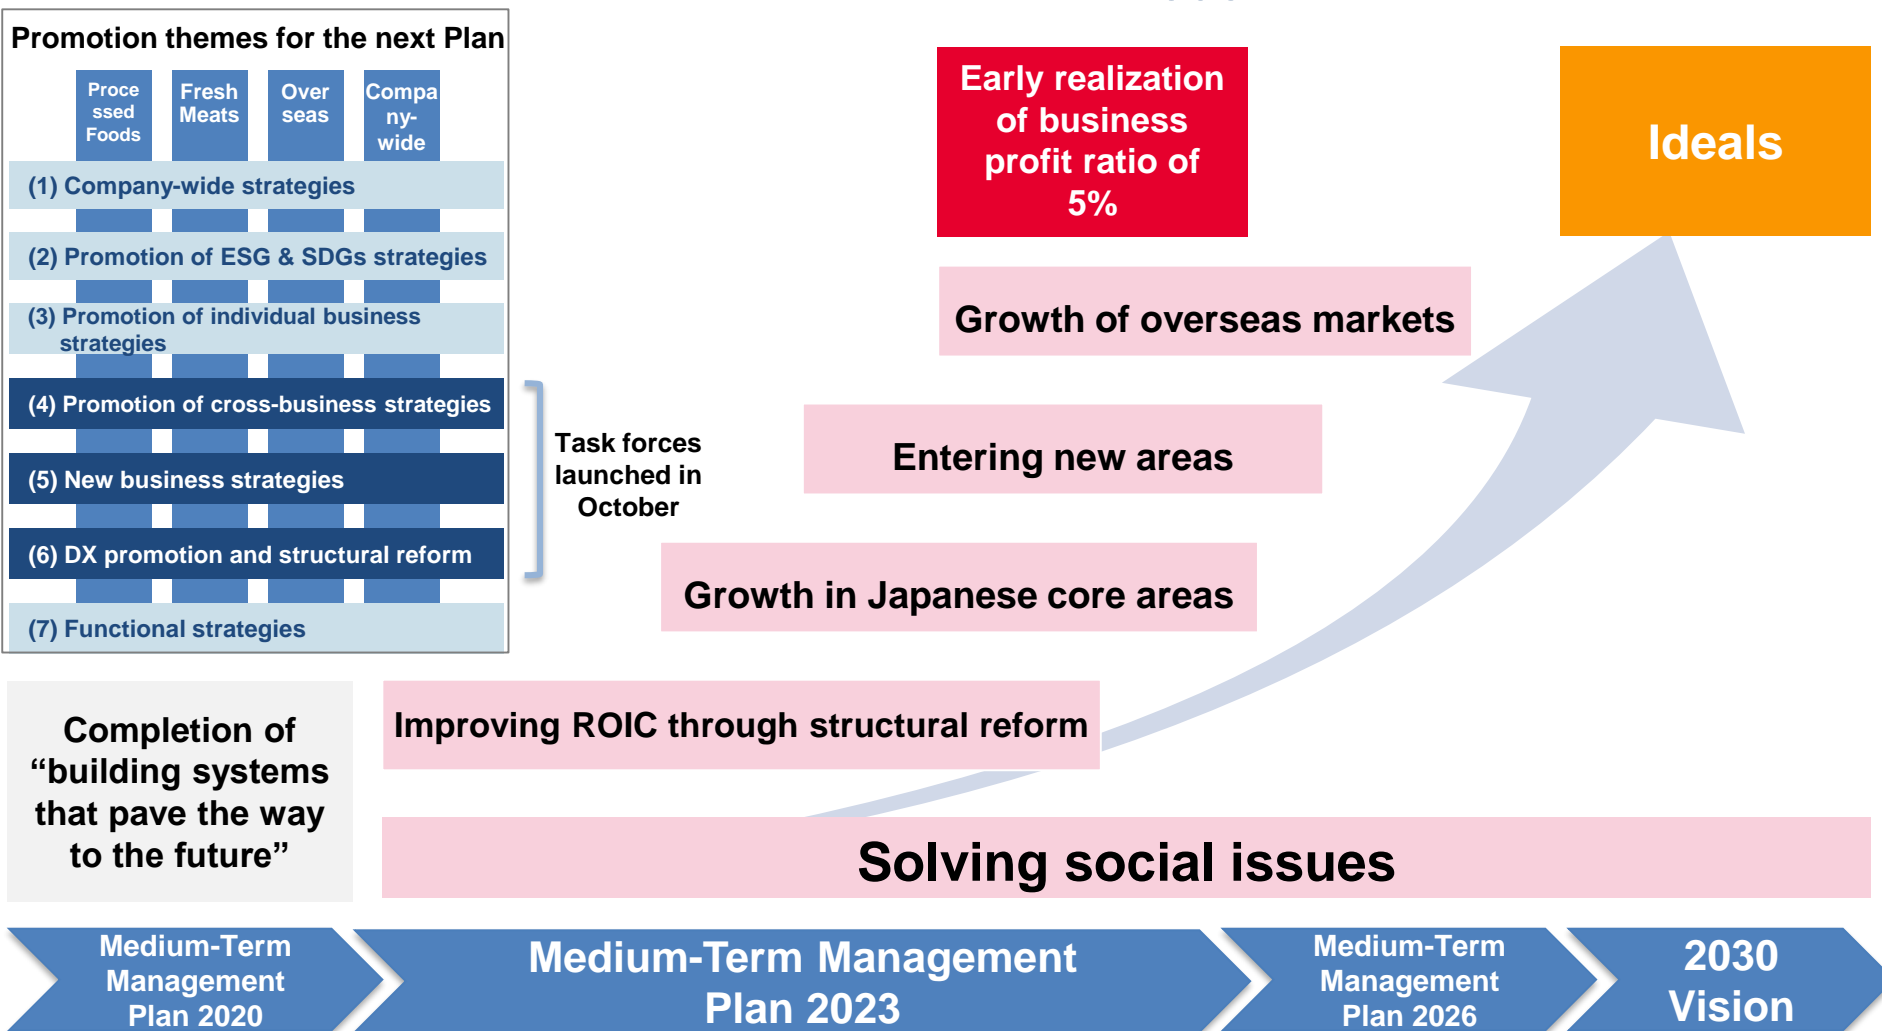 Promotion themes for the next Plan
Proce
ssed
Foods
Fresh
Meats
Over
seas
Compa
ny-
wide
(1) Company-wide strategies
(2) Promotion of ESG & SDGs strategies
(3) Promotion of individual business
strategies
(4) Promotion of cross-business strategies
(5) New business strategies
(6) DX promotion and structural reform
(7) Functional strategies
Task forces
launched in
October
Early realization
of business
profit ratio of
5%
Ideals
Growth of overseas markets
Entering new areas
Growth in Japanese core areas
Improving ROIC through structural reform
Completion of
“building systems
that pave the way
to the future”
Solving social issues
Medium-Term
Management
Plan 2020
Medium-Term Management
Plan 2023
Medium-Term
Management
Plan 2026
2030
Vision